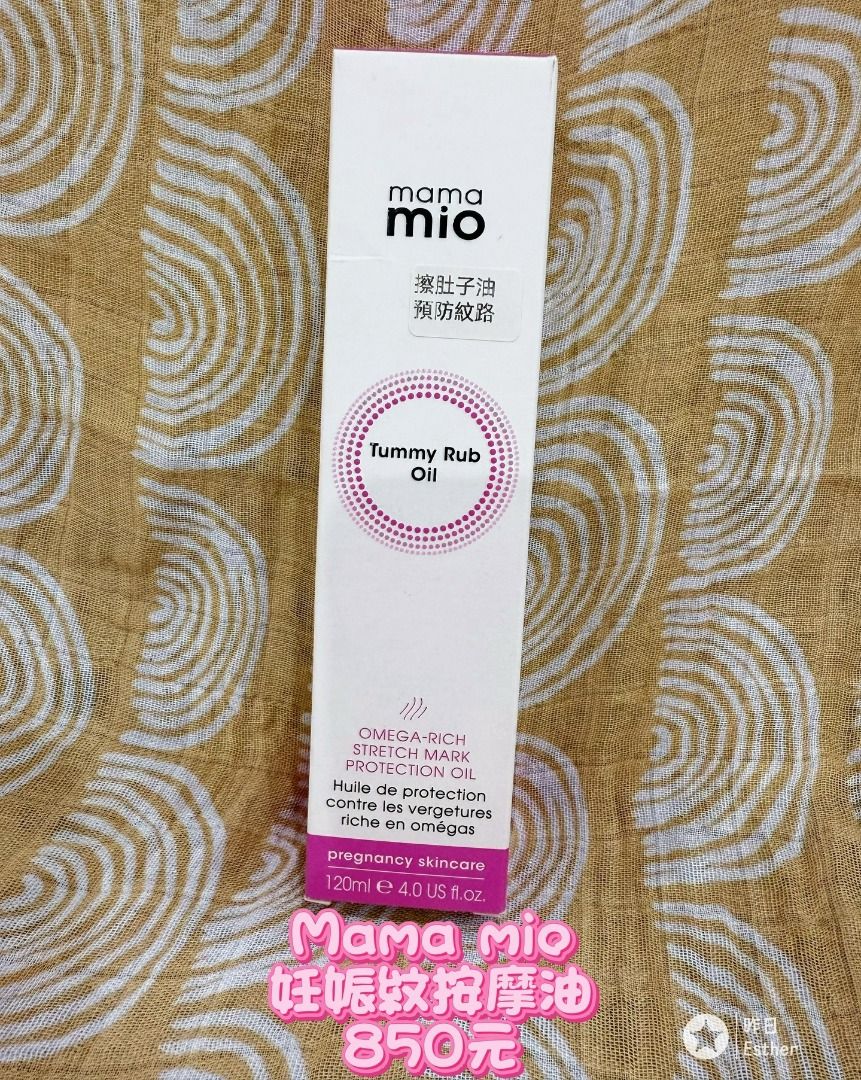 mama
mio
擦肚子油
預防紋路
Tummy Rub
Oil
OMEGA-RICH
STRETCH MARK
PROTECTION OIL
Huile de protection
contre les vergetures
riche en omégas
pregnancy skincare
120ml e 4.0 US fl.oz.
Mama mio
妊娠紋按摩油
850元
昨日
Esther